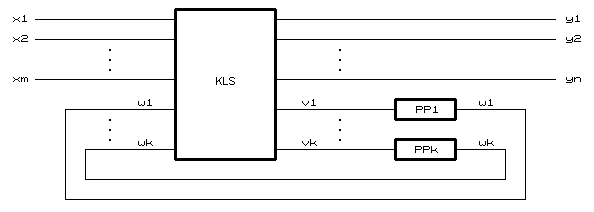 x1 y1
x2 y2
xm KLS yn
w1 v1 PP1 w1
wk vk PPk wk